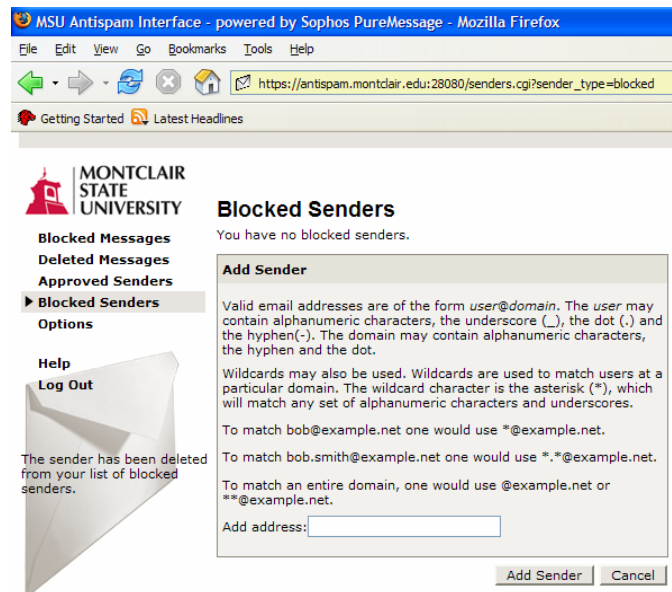 MSU Antispam Interface - powered by Sophos PureMessage - Mozilla Firefox
File Edit View Go Bookmarks Tools Help
https://antispam.montclair.edu:28080/senders.cgi?sender_type=blocked
Getting Started Latest Headlines
MONTCLAIR
STATE
UNIVERSITY
Blocked Messages
Deleted Messages
Approved Senders
Blocked Senders
Options
Help
Log Out
The sender has been deleted
from your list of blocked
senders.
Blocked Senders
You have no blocked senders.
Add Sender
Valid email addresses are of the form user@domain. The user may
contain alphanumeric characters, the underscore (_), the dot (.) and
the hyphen(-). The domain may contain alphanumeric characters,
the hyphen and the dot.
Wildcards may also be used. Wildcards are used to match users at a
particular domain. The wildcard character is the asterisk (*), which
will match any set of alphanumeric characters and underscores.
To match bob@example.net one would use *@example.net.
To match bob.smith@example.net one would use *.*@example.net.
To match an entire domain, one would use @example.net or
**@example.net.
Add address:
Add Sender Cancel